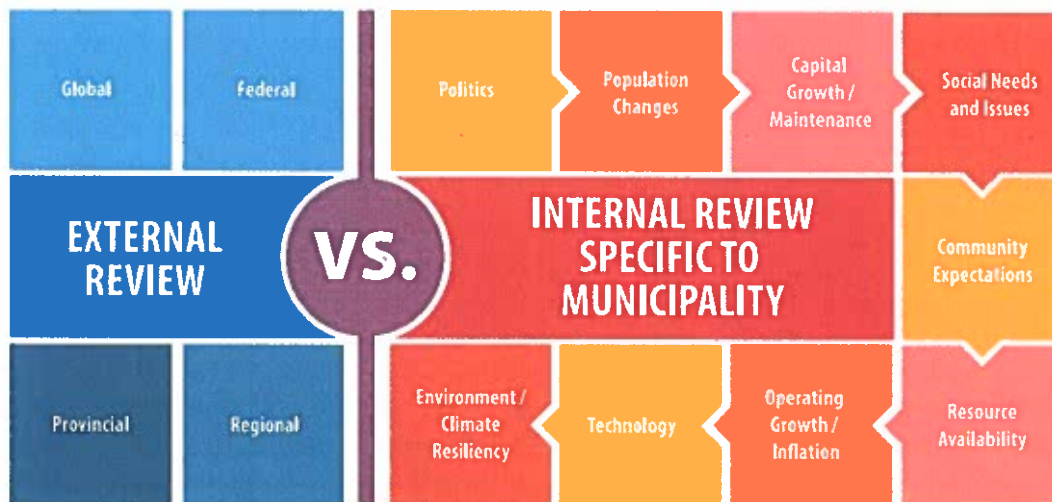 Global
Federal
Politics
Population
Changes
Capital
Growth /
Maintenance
Social Needs
and Issues
EXTERNAL
REVIEW
VS.
INTERNAL REVIEW
SPECIFIC TO
MUNICIPALITY
Community
Expectations
Provincial
Regional
Environment /
Climate
Resiliency
Technology
Operating
Growth /
Inflation
Resource
Availability